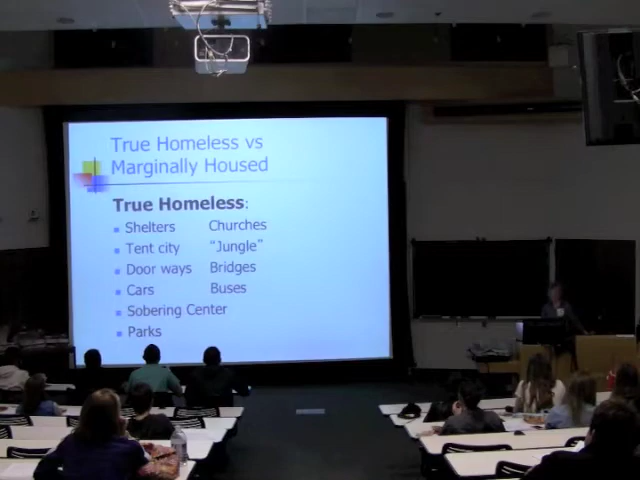 True Homeless vs
Marginally Housed
True Homeless:
Shelters Churches
Tent city "Jungle"
Door ways Bridges
Cars Buses
Sobering Center
Parks